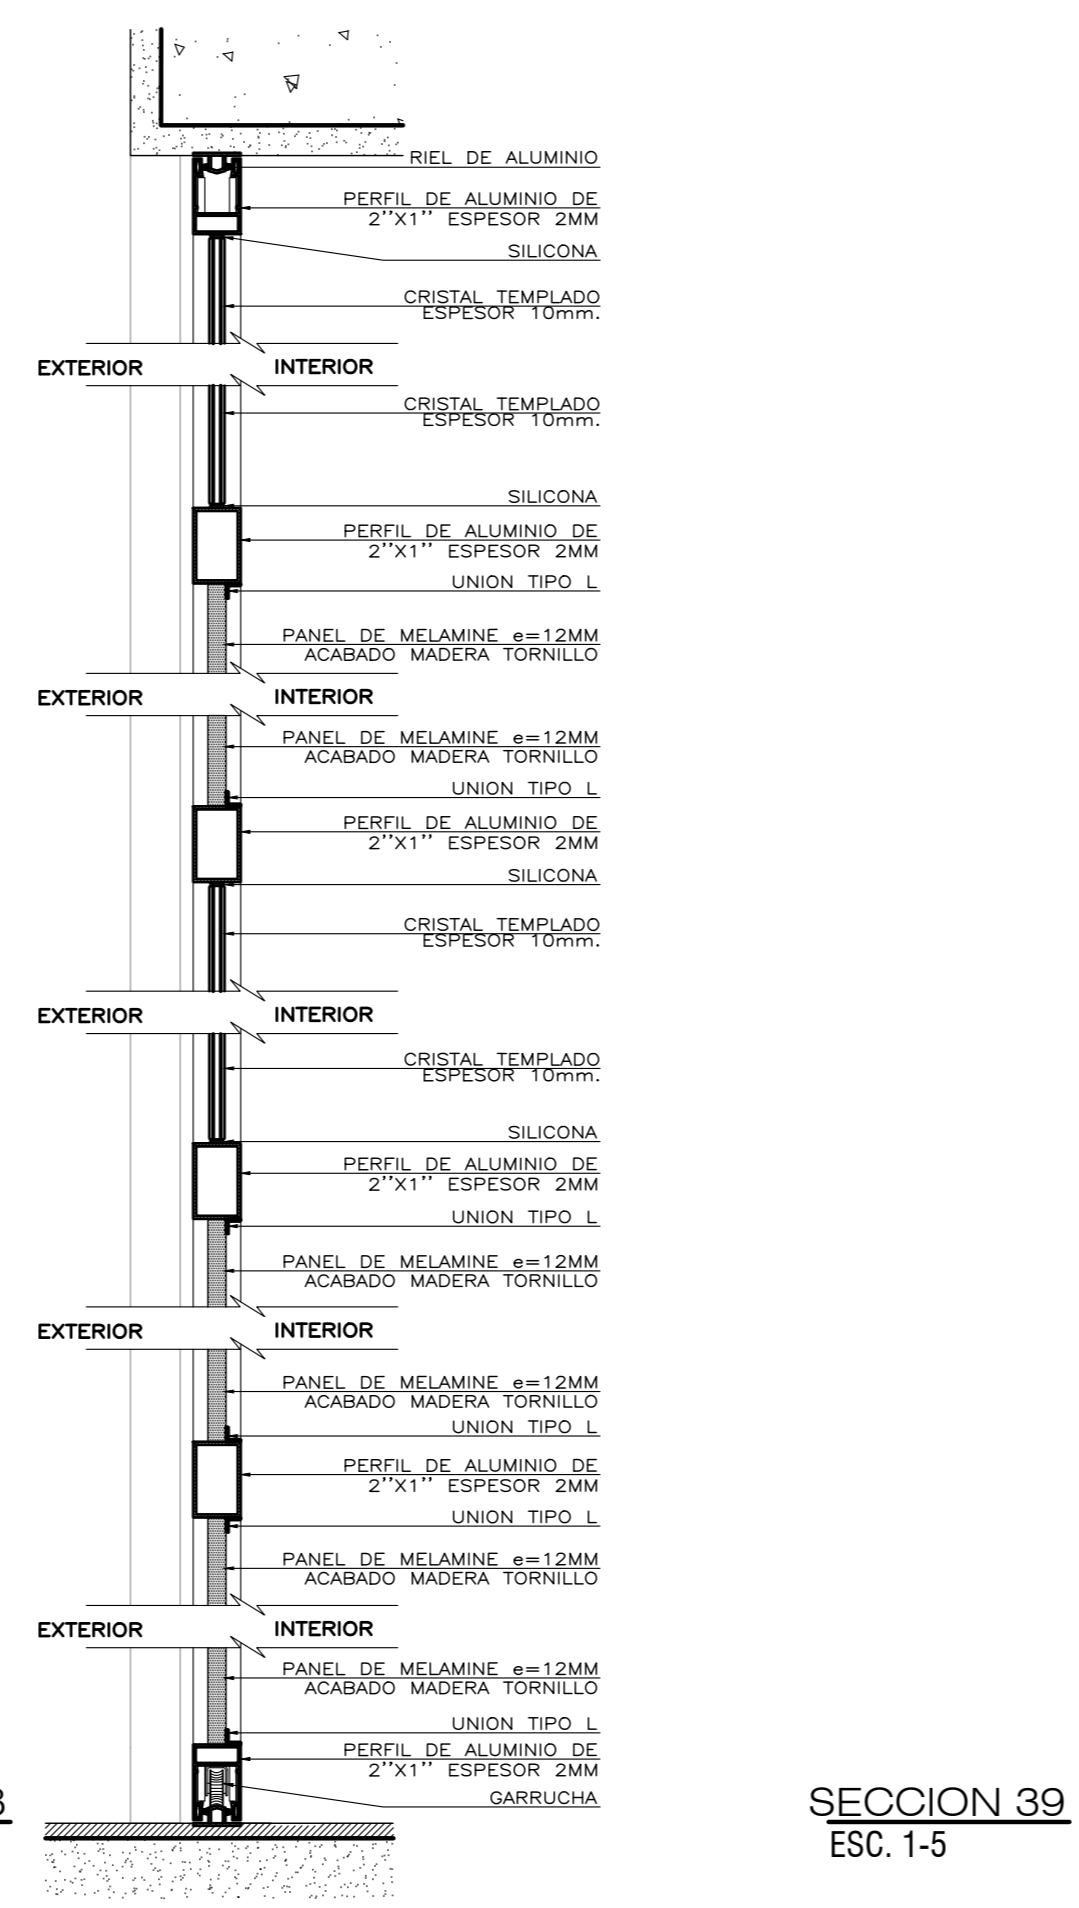 RIEL DE ALUMINIO
PERFIL DE ALUMINIO DE
2''X1'' ESPESOR 2MM
SILICONA
CRISTAL TEMPLADO
ESPESOR 10mm.
EXTERIOR INTERIOR
CRISTAL TEMPLADO
ESPESOR 10mm.
SILICONA
PERFIL DE ALUMINIO DE
2''X1'' ESPESOR 2MM
UNION TIPO L
PANEL DE MELAMINE e=12MM
ACABADO MADERA TORNILLO
EXTERIOR INTERIOR
PANEL DE MELAMINE e=12MM
ACABADO MADERA TORNILLO
UNION TIPO L
PERFIL DE ALUMINIO DE
2''X1'' ESPESOR 2MM
SILICONA
CRISTAL TEMPLADO
ESPESOR 10mm.
EXTERIOR INTERIOR
CRISTAL TEMPLADO
ESPESOR 10mm.
SILICONA
PERFIL DE ALUMINIO DE
2''X1'' ESPESOR 2MM
UNION TIPO L
PANEL DE MELAMINE e=12MM
ACABADO MADERA TORNILLO
EXTERIOR INTERIOR
PANEL DE MELAMINE e=12MM
ACABADO MADERA TORNILLO
UNION TIPO L
PERFIL DE ALUMINIO DE
2''X1'' ESPESOR 2MM
UNION TIPO L
PANEL DE MELAMINE e=12MM
ACABADO MADERA TORNILLO
EXTERIOR INTERIOR
PANEL DE MELAMINE e=12MM
ACABADO MADERA TORNILLO
UNION TIPO L
PERFIL DE ALUMINIO DE
2''X1'' ESPESOR 2MM
GARRUCHA
SECCION 39
ESC. 1-5